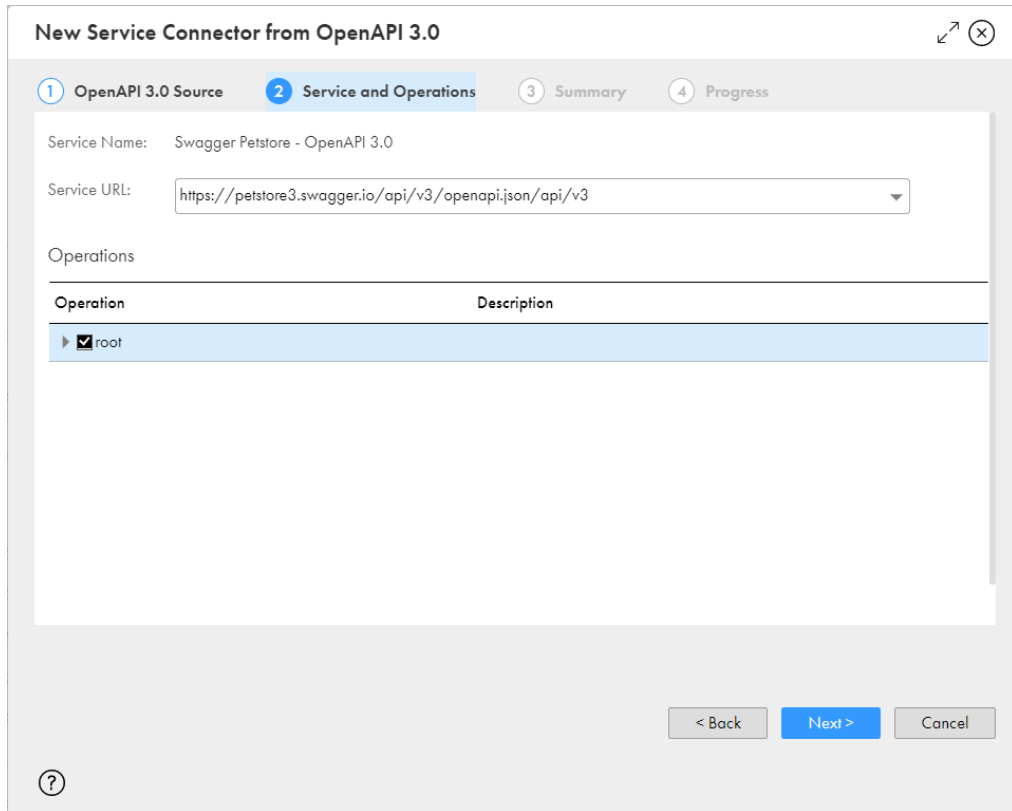 New Service Connector from OpenAPI 3.0
1 OpenAPI 3.0 Source 2 Service and Operations 3 Summary 4 Progress
Service Name: Swagger Petstore - OpenAPI 3.0
Service URL: https://petstore3.swagger.io/api/v3/openapi.json/api/v3
Operations
Operation Description
root
< Back Next > Cancel
?